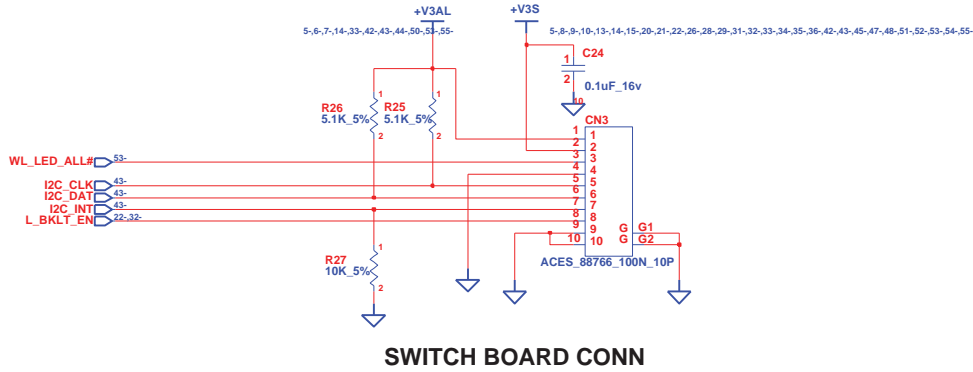 +V3AL +V3S
5-,6-,7-,14-,33-,42-,43-,44-,50-,53-,55- 5-,8-,9-,10-,13-,14-,15-,20-,21-,22-,26-,28-,29-,31-,32-,33-,34-,35-,36-,42-,43-,45-,47-,48-,51-,52-,53-,54-,55-
1 C24
2 0.1uF_16v
10
R26 1 R25 1
5.1K_5% 5.1K_5%
2 2
CN3
1 1
2 2
WL_LED_ALL# 53- 3 3
4 4
I2C_CLK 43- 5 5
I2C_DAT 43- 6 6
I2C_INT 43- 7 7
L_BKLT_EN 22-,32- 8 8
9 9 G G1
10 10 G G2
ACES_88766_100N_10P
1
R27
10K_5%
2
SWITCH BOARD CONN